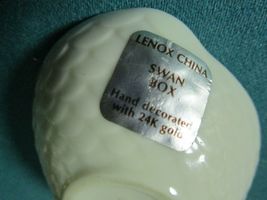 LENOX CHINA
SWAN
BOX
Hand decorated
with 24K gold